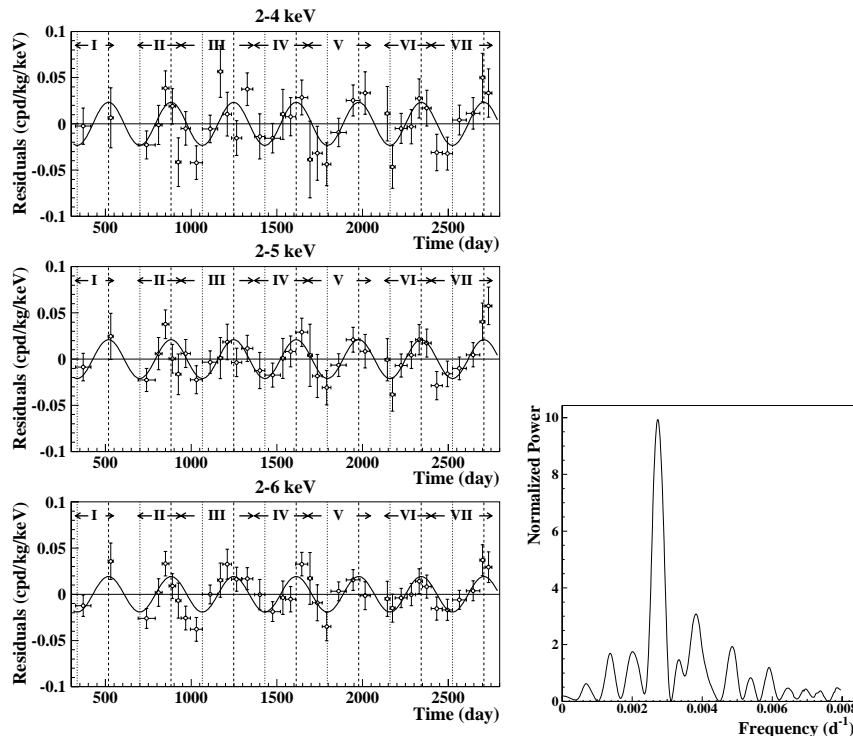 2-4 keV
Residuals (cpd/kg/keV)
0.1
0.05
0
-0.05
-0.1
I II III IV V VI VII
500 1000 1500 2000 2500
Time (day)
2-5 keV
Residuals (cpd/kg/keV)
0.1
0.05
0
-0.05
-0.1
I II III IV V VI VII
500 1000 1500 2000 2500
Time (day)
2-6 keV
Residuals (cpd/kg/keV)
0.1
0.05
0
-0.05
-0.1
I II III IV V VI VII
500 1000 1500 2000 2500
Time (day)
Normalized Power
10
8
6
4
2
0
0 0.002 0.004 0.006 0.008
Frequency (d⁻¹)